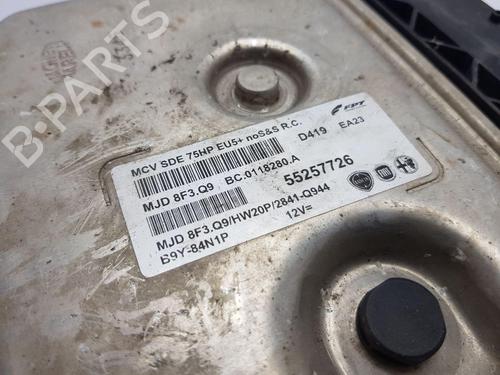 MCV SDE 75HP EU5+ noS&S R.C.
FPT
D419 EA23
MJD 8F3.Q9 BC.0118280.A
55257726
MJD 8F3.Q9/HW20P/2841-Q944
B9Y-84N1P 12V=
B-PARTS